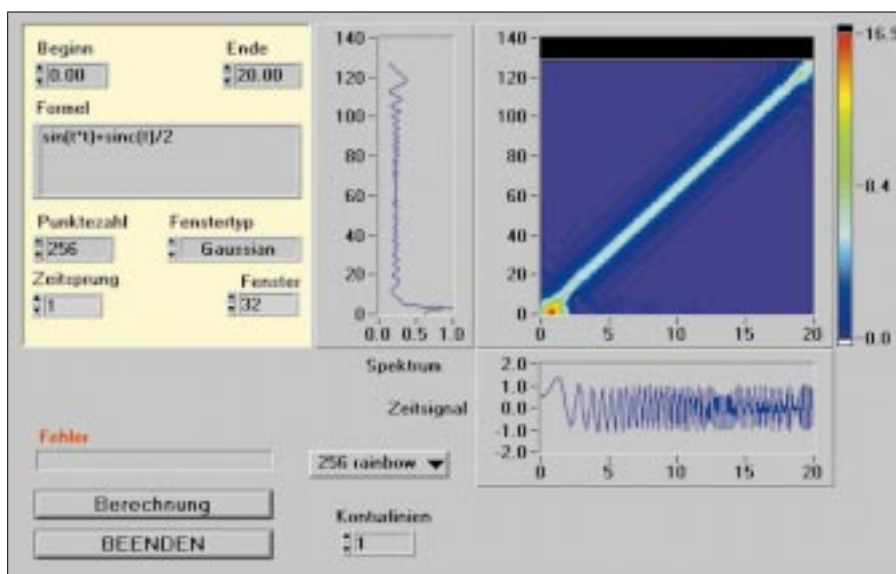 Beginn
Ende
0.00
20.00
Formel
sin(t*t)+sinc(t)/2
Punktezahl
Fenstertyp
256
Gaussian
Zeitsprung
Fenster
1
32
140
120
100
80
60
40
20
0
0.0 0.5 1.0
Spektrum
140
120
100
80
60
40
20
0
0 5 10 15 20
-16.5
-8.4
-0.0
Zeitsignal
2.0
1.0
0.0
-1.0
-2.0
0 5 10 15 20
Fehler
256 rainbow
Berechnung
BEENDEN
Konturlinien
1